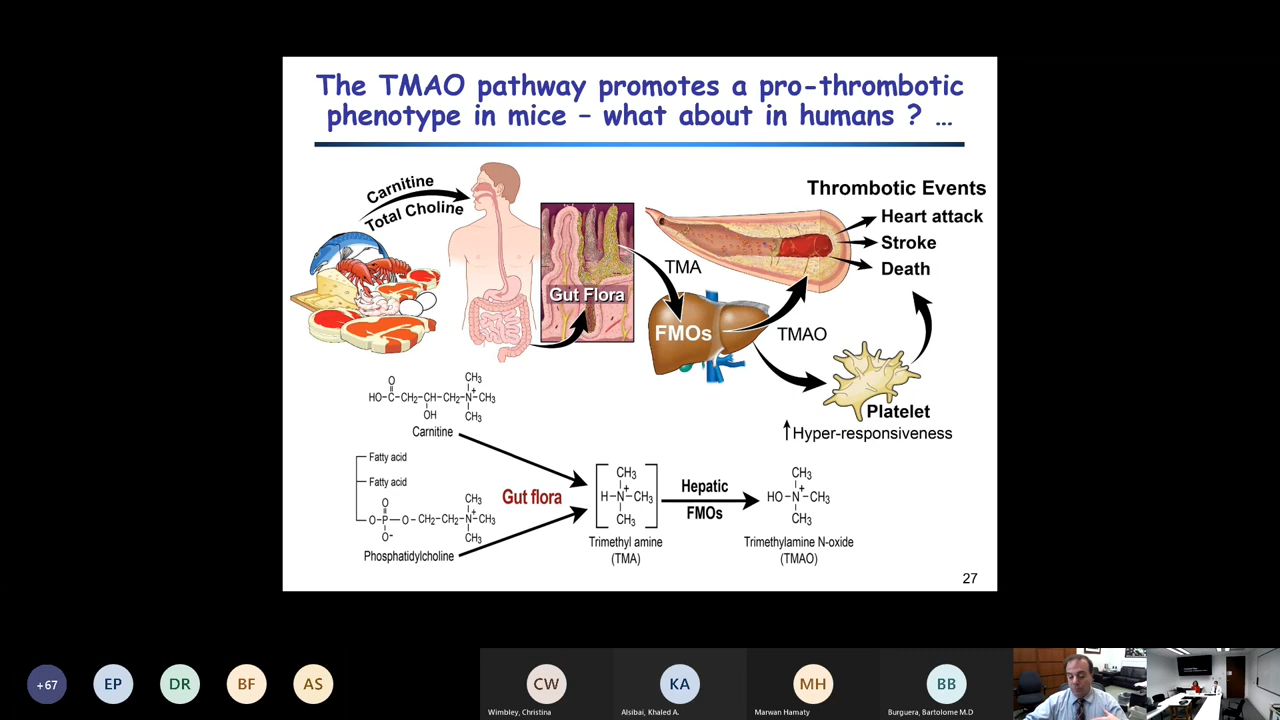 The TMAO pathway promotes a pro-thrombotic
phenotype in mice – what about in humans ? …
Carnitine
Total Choline
Gut Flora
TMA
FMOs
TMAO
Thrombotic Events
Heart attack
Stroke
Death
Platelet
↑Hyper-responsiveness
O
HO-C-CH₂-CH-CH₂-N-CH₃
CH₃
+
OH
CH₃
Carnitine
Fatty acid
Fatty acid
O
O-P-O-CH₂-CH₂-N-CH₃
O-
CH₃
+
CH₃
Phosphatidylcholine
Gut flora
CH₃
+
H-N-CH₃
CH₃
Trimethyl amine
(TMA)
Hepatic
FMOs
CH₃
+
HO-N-CH₃
CH₃
Trimethylamine N-oxide
(TMAO)
27
+67
EP
DR
BF
AS
CW
Wimbley, Christina
KA
Alsibai, Khaled A.
MH
Marwan Hamaty
BB
Burguera, Bartolome M.D